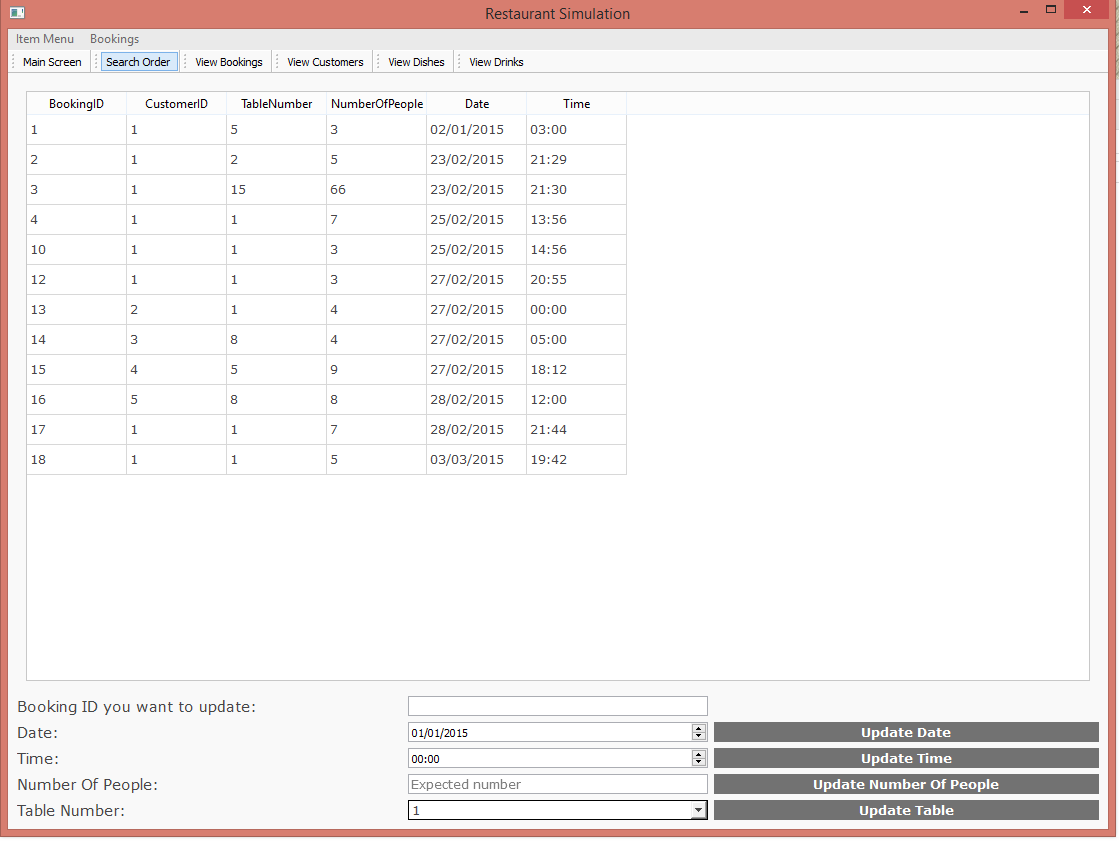 Restaurant Simulation
Item Menu Bookings
Main Screen Search Order View Bookings View Customers View Dishes View Drinks
BookingID CustomerID TableNumber NumberOfPeople Date Time
1 1 5 3 02/01/2015 03:00
2 1 2 5 23/02/2015 21:29
3 1 15 66 23/02/2015 21:30
4 1 1 7 25/02/2015 13:56
10 1 1 3 25/02/2015 14:56
12 1 1 3 27/02/2015 20:55
13 2 1 4 27/02/2015 00:00
14 3 8 4 27/02/2015 05:00
15 4 5 9 27/02/2015 18:12
16 5 8 8 28/02/2015 12:00
17 1 1 7 28/02/2015 21:44
18 1 1 5 03/03/2015 19:42
Booking ID you want to update:
Date: 01/01/2015 Update Date
Time: 00:00 Update Time
Number Of People: Expected number Update Number Of People
Table Number: 1 Update Table